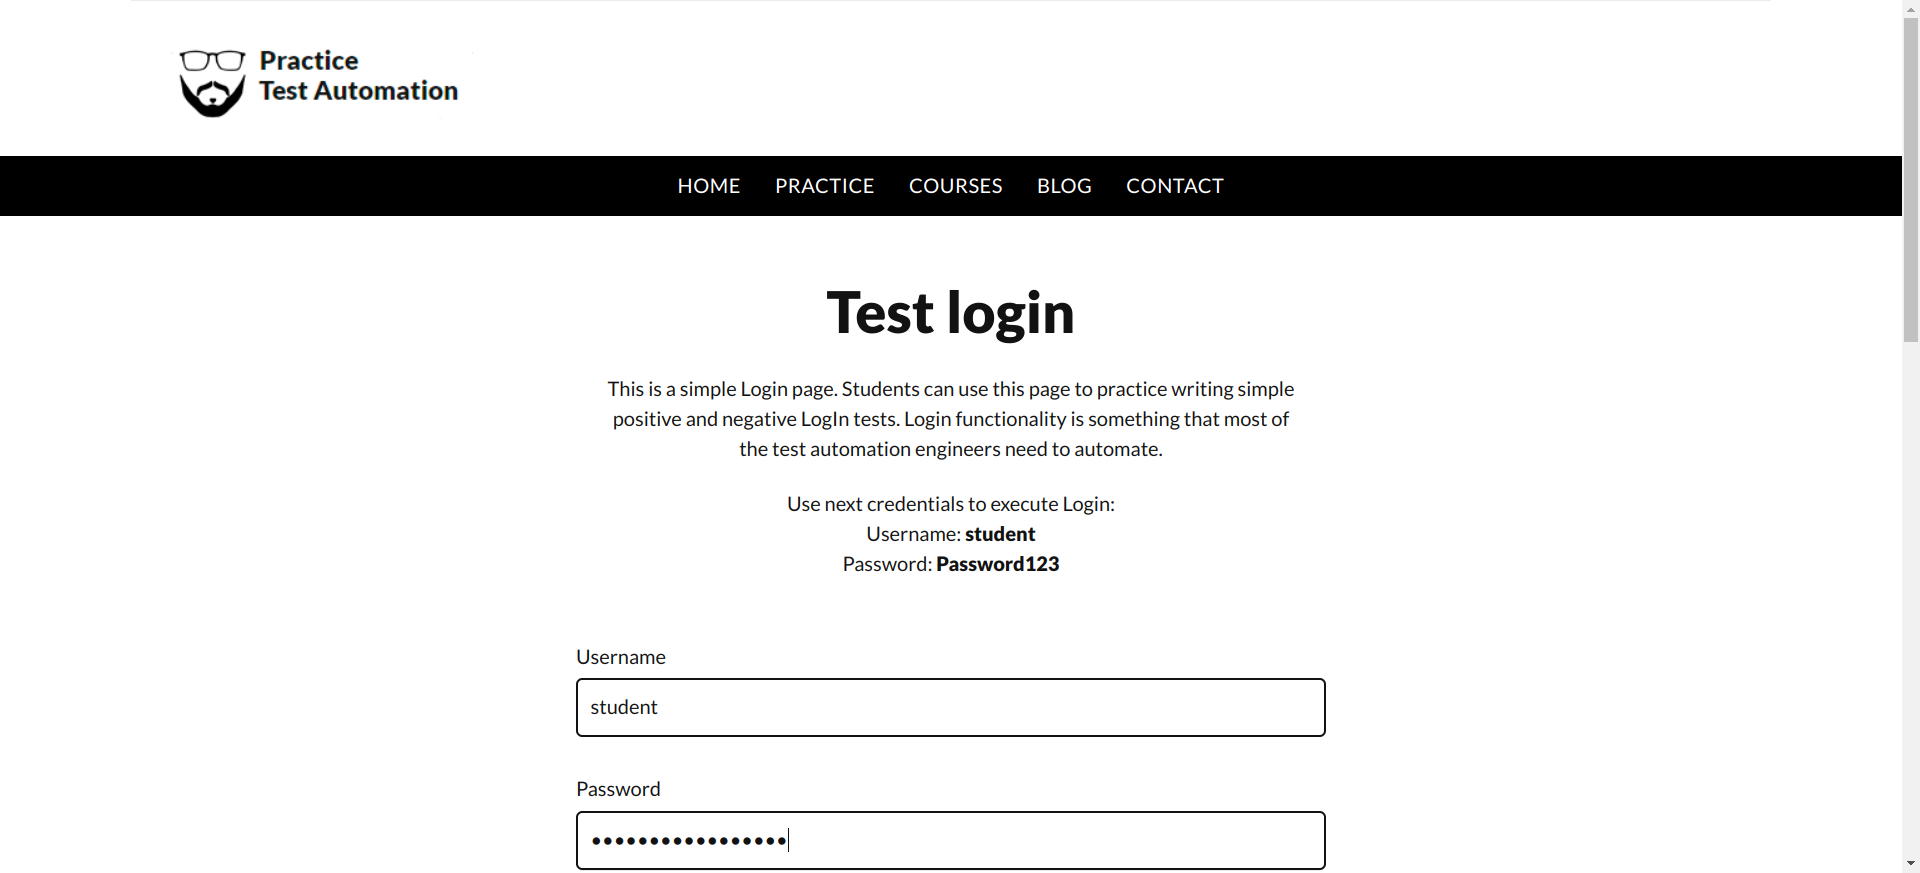 Practice
Test Automation
HOME PRACTICE COURSES BLOG CONTACT
Test login
This is a simple Login page. Students can use this page to practice writing simple
positive and negative LogIn tests. Login functionality is something that most of
the test automation engineers need to automate.
Use next credentials to execute Login:
Username: student
Password: Password123
Username
student
Password
•••••••••••••••••